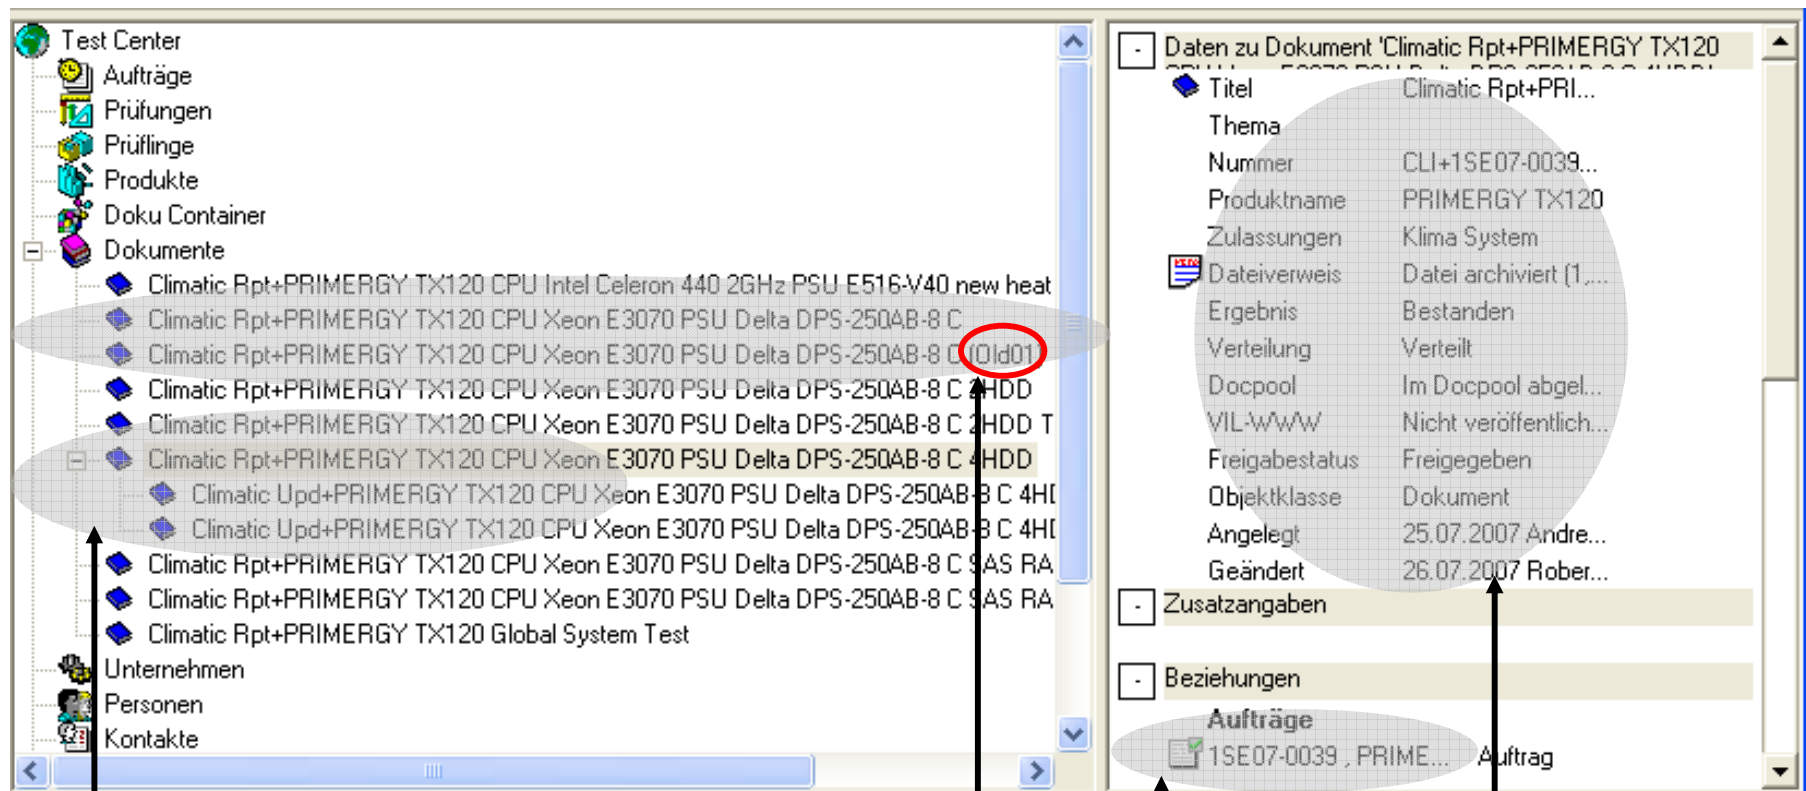 Test Center
Aufträge
Prüfungen
Prüflinge
Produkte
Doku Container
Dokumente
Climatic Rpt+PRIMERGY TX120 CPU Intel Celeron 440 2GHz PSU E516-V40 new heat
Climatic Rpt+PRIMERGY TX120 CPU Xeon E3070 PSU Delta DPS-250AB-8 C
Climatic Rpt+PRIMERGY TX120 CPU Xeon E3070 PSU Delta DPS-250AB-8 C (Old01)
Climatic Rpt+PRIMERGY TX120 CPU Xeon E3070 PSU Delta DPS-250AB-8 C 2HDD
Climatic Rpt+PRIMERGY TX120 CPU Xeon E3070 PSU Delta DPS-250AB-8 C 2HDD T
Climatic Rpt+PRIMERGY TX120 CPU Xeon E3070 PSU Delta DPS-250AB-8 C 4HDD
Climatic Upd+PRIMERGY TX120 CPU Xeon E3070 PSU Delta DPS-250AB-8 C 4HD
Climatic Upd+PRIMERGY TX120 CPU Xeon E3070 PSU Delta DPS-250AB-8 C 4HD
Climatic Rpt+PRIMERGY TX120 CPU Xeon E3070 PSU Delta DPS-250AB-8 C SAS RA
Climatic Rpt+PRIMERGY TX120 CPU Xeon E3070 PSU Delta DPS-250AB-8 C SAS RA
Climatic Rpt+PRIMERGY TX120 Global System Test
Unternehmen
Personen
Kontakte
Daten zu Dokument 'Climatic Rpt+PRIMERGY TX120
Titel Climatic Rpt+PRI...
Thema
Nummer CLI+1SE07-0039...
Produktname PRIMERGY TX120
Zulassungen Klima System
Dateiverweis Datei archiviert (1,...
Ergebnis Bestanden
Verteilung Verteilt
Docpool Im Docpool abgel...
VIL-WWW Nicht veröffentlich...
Freigabestatus Freigegeben
Objektklasse Dokument
Angelegt 25.07.2007 Andre...
Geändert 26.07.2007 Rober...
Zusatzangaben
Beziehungen
Aufträge
1SE07-0039 , PRIME... Auftrag